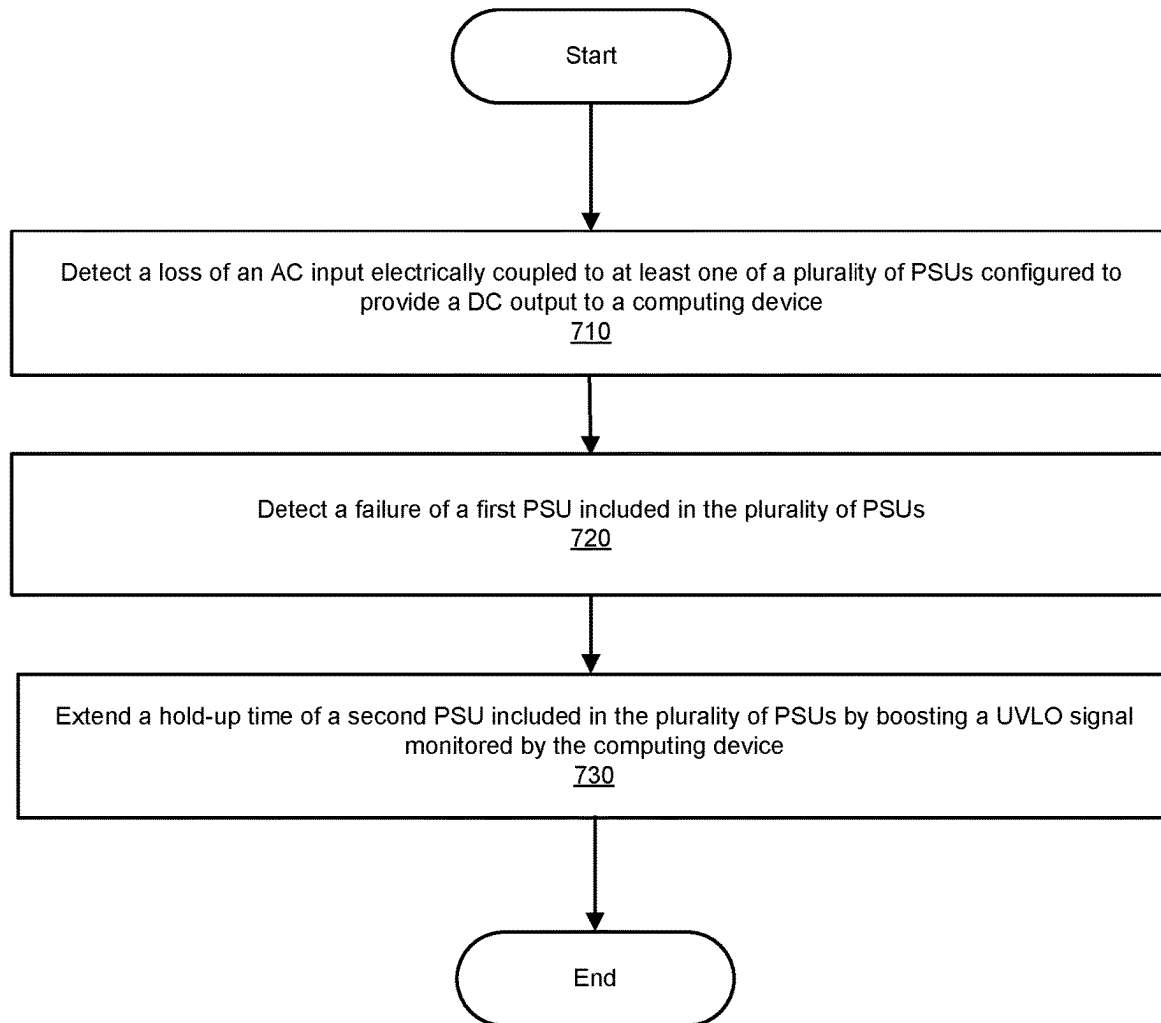 Start
Detect a loss of an AC input electrically coupled to at least one of a plurality of PSUs configured to
provide a DC output to a computing device
710
Detect a failure of a first PSU included in the plurality of PSUs
720
Extend a hold-up time of a second PSU included in the plurality of PSUs by boosting a UVLO signal
monitored by the computing device
730
End